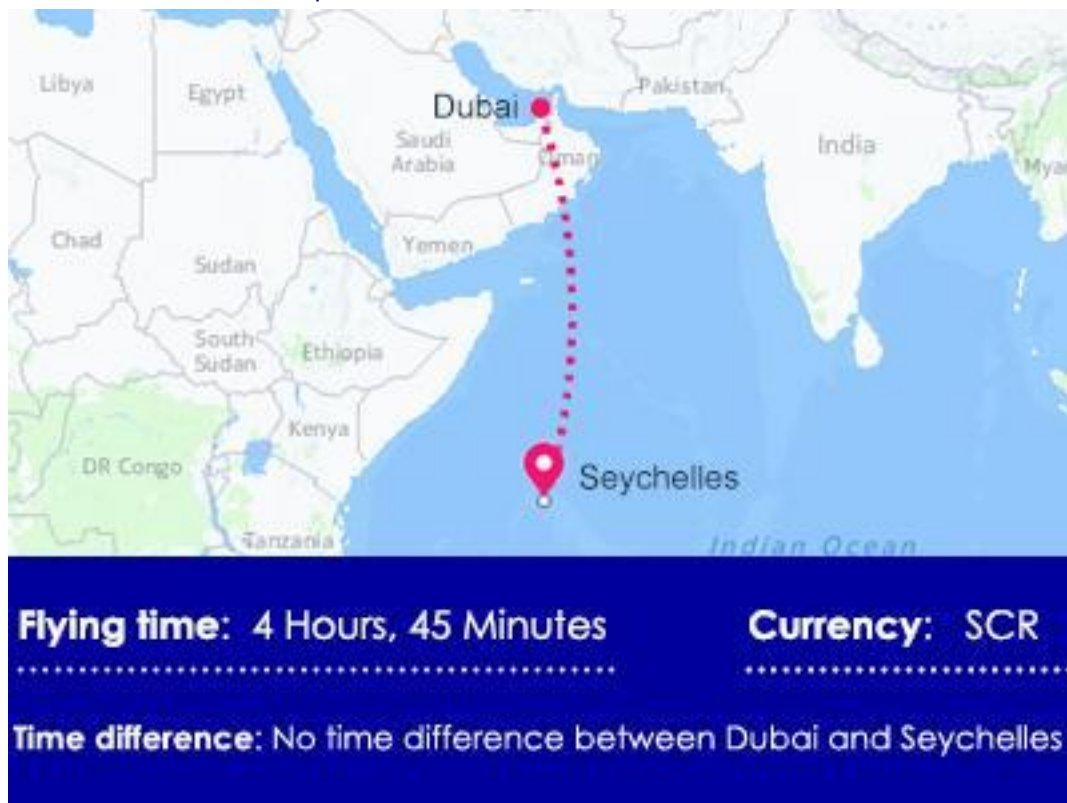 Libya
Egypt
Dubai
Pakistan
Saudi
Arabia
Oman
India
Chad
Sudan
Yemen
South
Sudan
Ethiopia
Kenya
DR Congo
Seychelles
Tanzania
Indian Ocean
Flying time: 4 Hours, 45 Minutes
Currency: SCR
Time difference: No time difference between Dubai and Seychelles